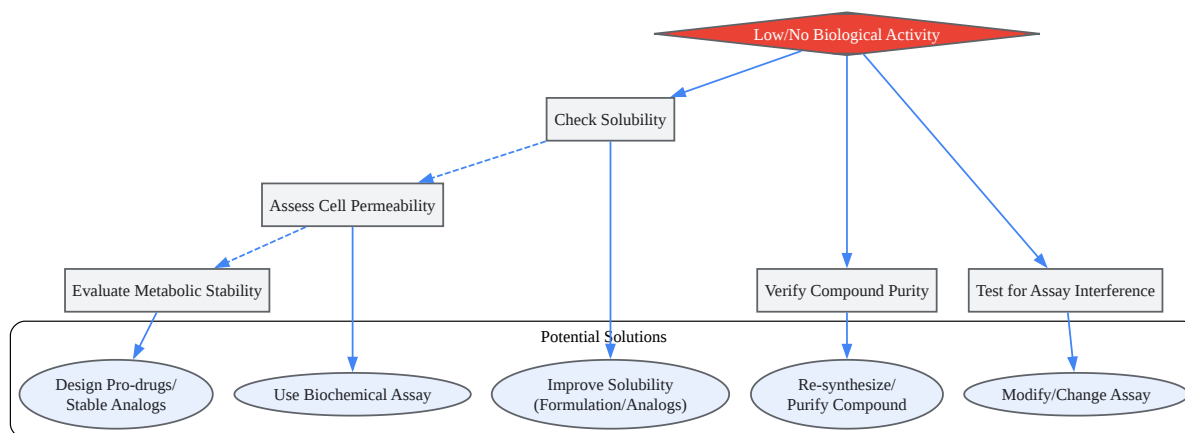 Low/No Biological Activity
Check Solubility
Assess Cell Permeability
Evaluate Metabolic Stability
Verify Compound Purity
Test for Assay Interference
Potential Solutions
Design Pro-drugs/
Stable Analogs
Use Biochemical Assay
Improve Solubility
(Formulation/Analogs)
Re-synthesize/
Purify Compound
Modify/Change Assay